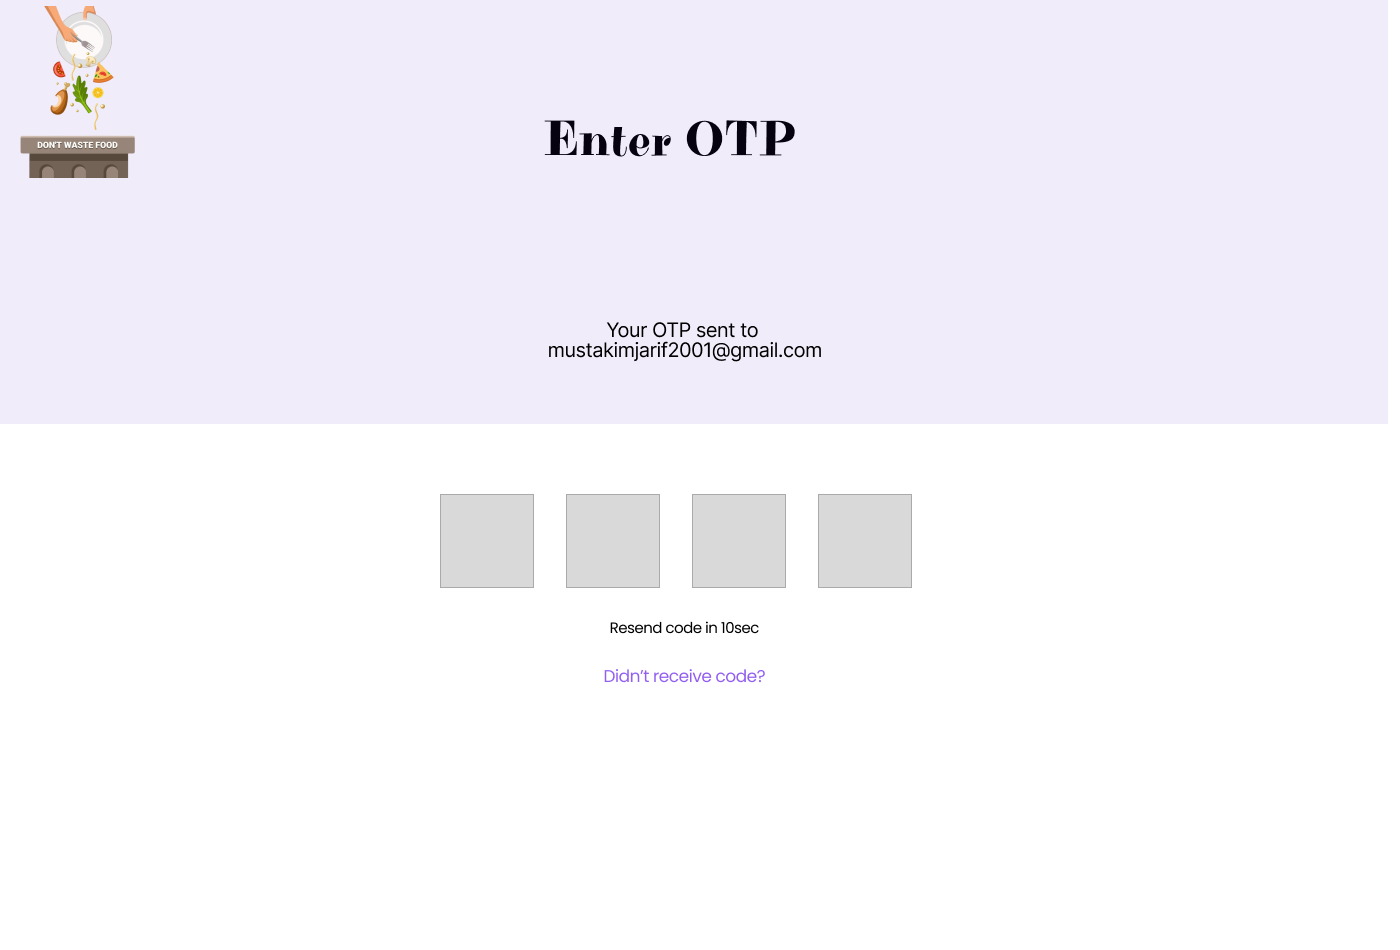 DON'T WASTE FOOD
Enter OTP
Your OTP sent to
mustakimjarif2001@gmail.com
Resend code in 10sec
Didn’t receive code?